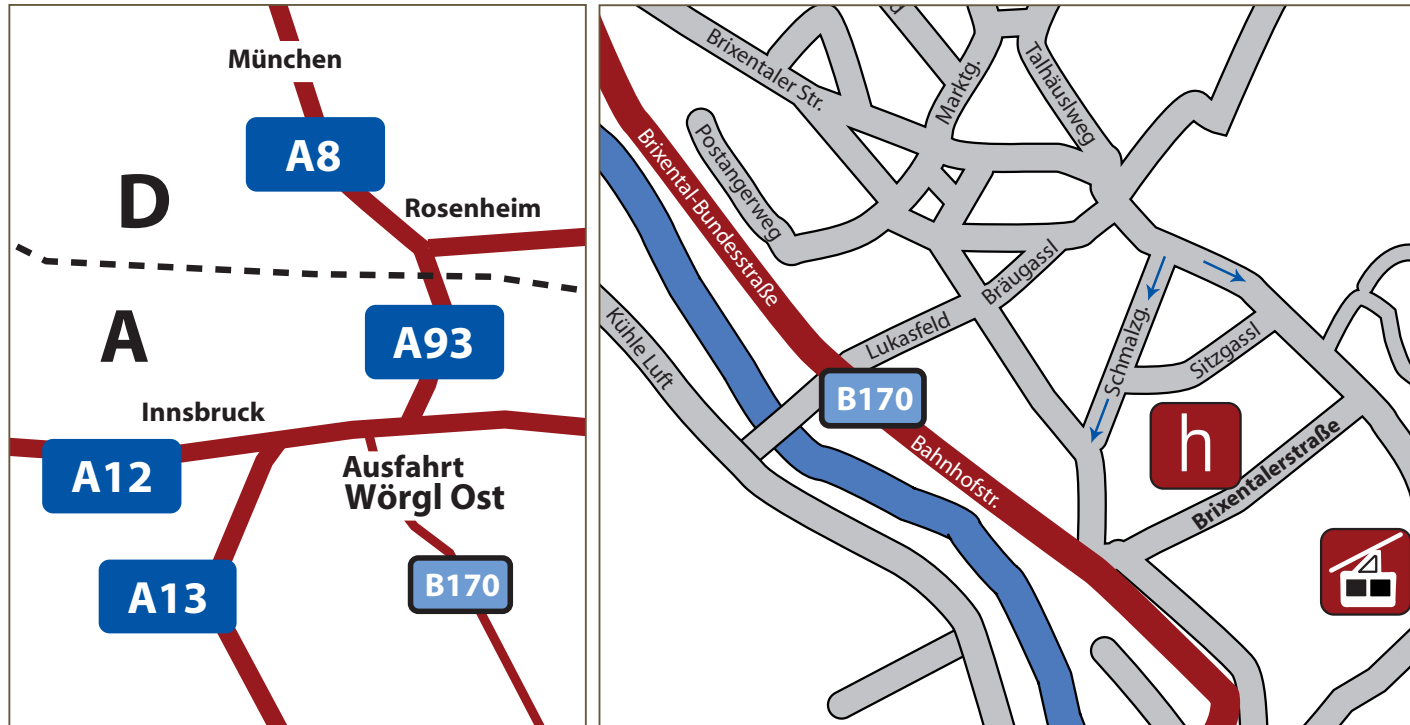 München
A8
D
Rosenheim
A
A93
Innsbruck
A12
Ausfahrt
Wörgl Ost
A13
B170
Brixentaler Str.
Marktg.
Talhäuslweg
Postangerweg
Brixental-Bundesstraße
Bräugassl
Lukasfeld
Kühle Luft
Schmalzg.
Sitzgassl
B170
h
Bahnhofstr.
Brixentalerstraße